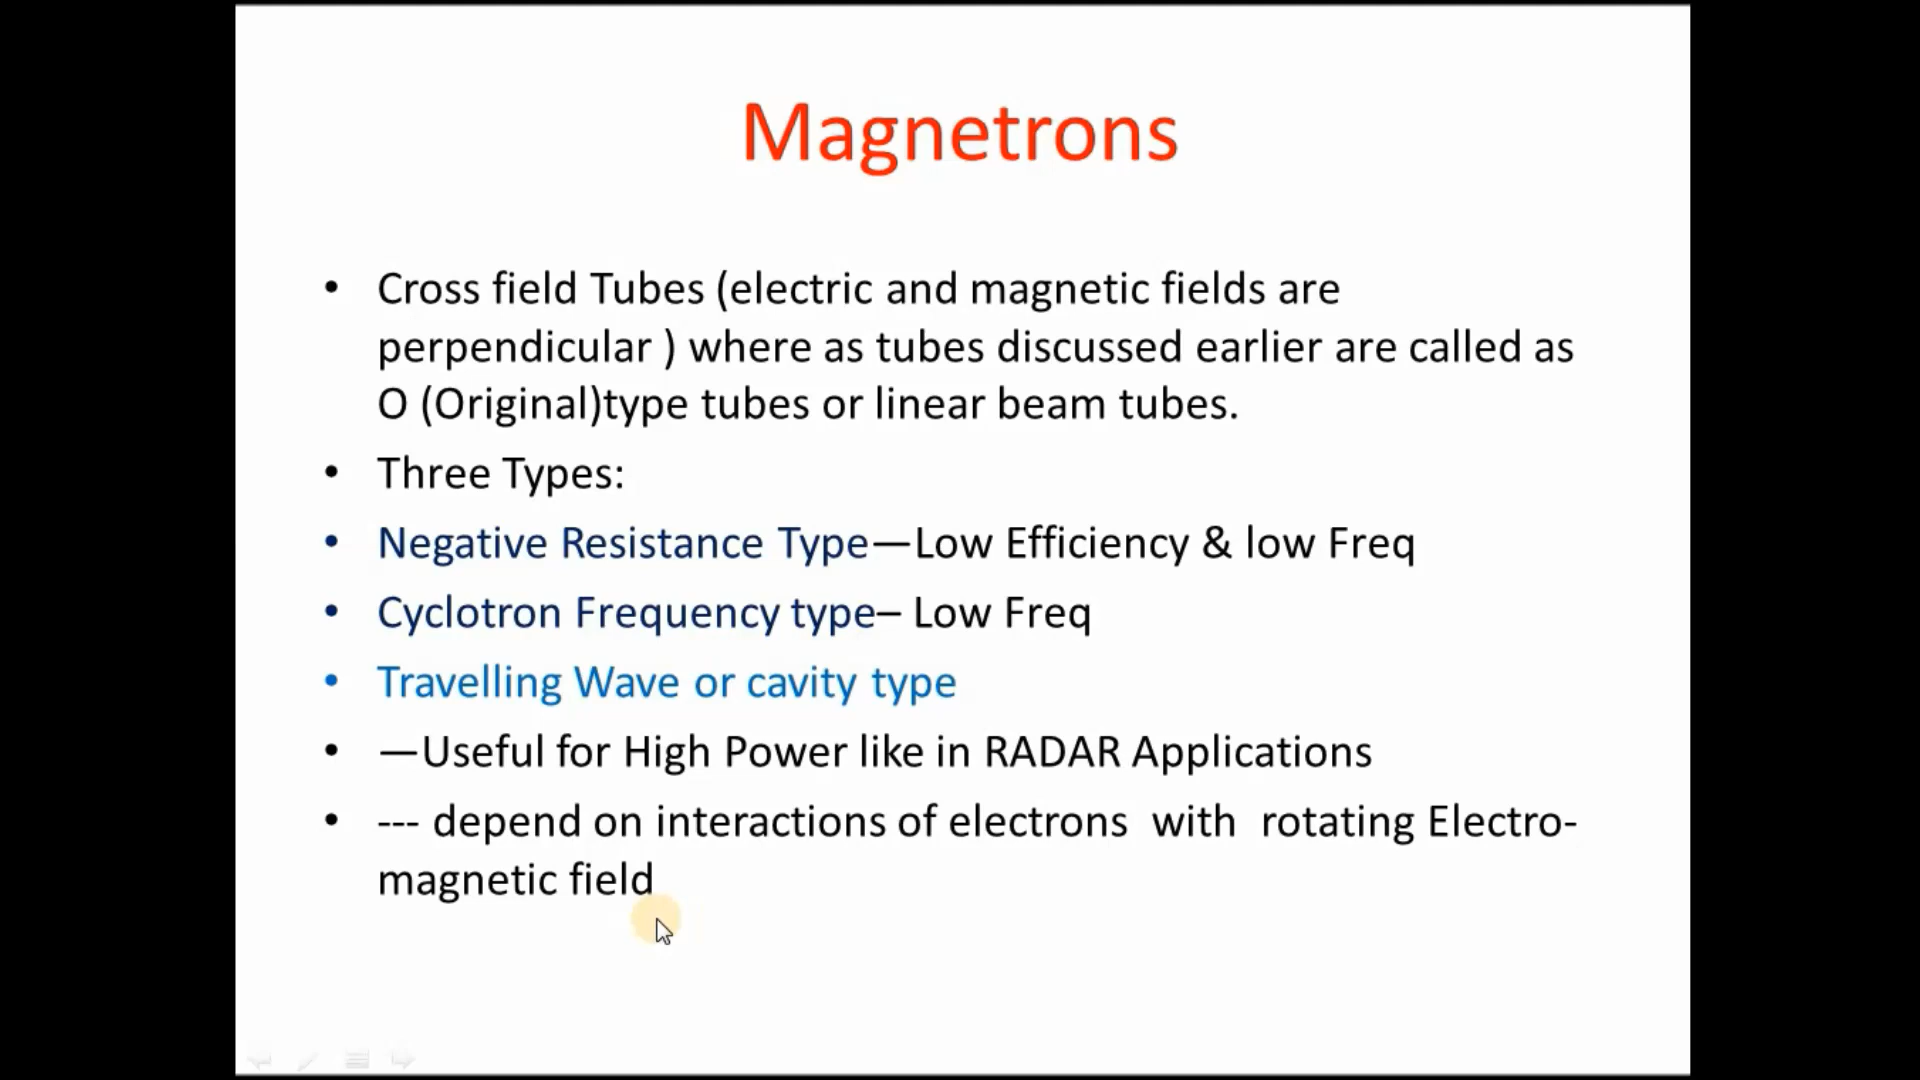 Magnetrons
• Cross field Tubes (electric and magnetic fields are
perpendicular ) where as tubes discussed earlier are called as
O (Original)type tubes or linear beam tubes.
• Three Types:
• Negative Resistance Type—Low Efficiency & low Freq
• Cyclotron Frequency type– Low Freq
• Travelling Wave or cavity type
• —Useful for High Power like in RADAR Applications
• --- depend on interactions of electrons  with  rotating Electro-
magnetic field